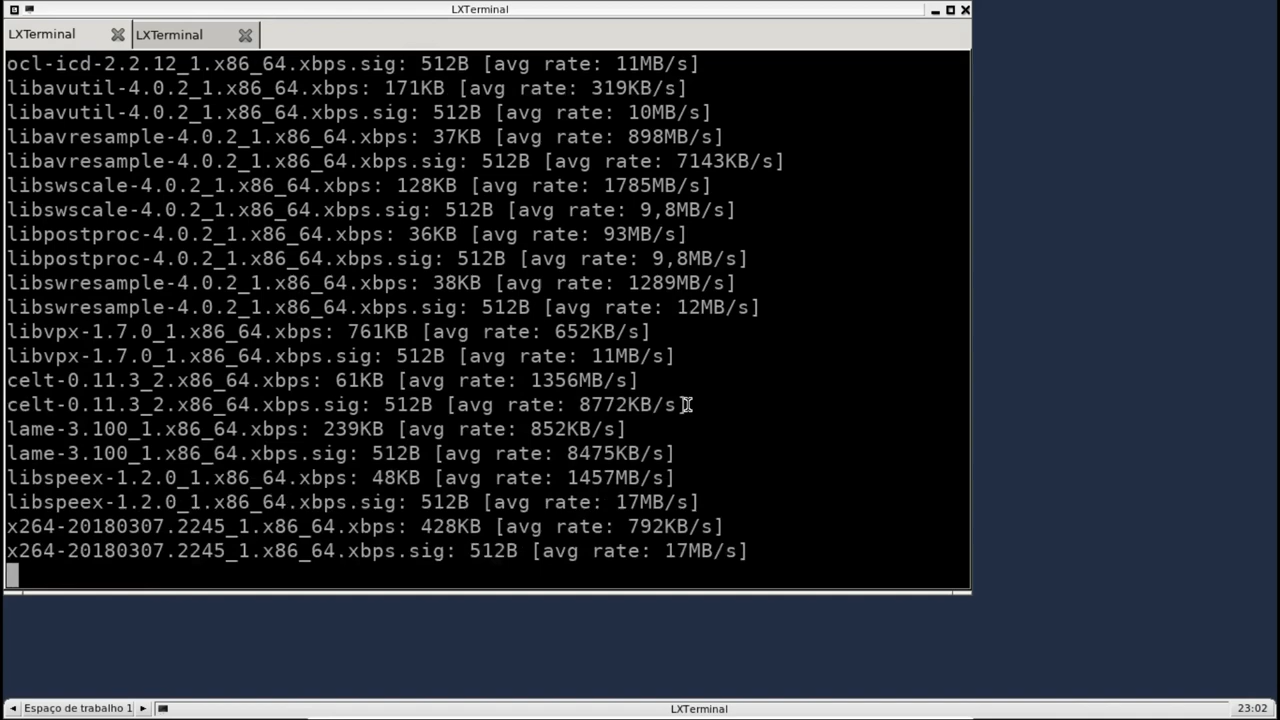 LXTerminal
LXTerminal
LXTerminal
ocl-icd-2.2.12_1.x86_64.xbps.sig: 512B [avg rate: 11MB/s]
libavutil-4.0.2_1.x86_64.xbps: 171KB [avg rate: 319KB/s]
libavutil-4.0.2_1.x86_64.xbps.sig: 512B [avg rate: 10MB/s]
libavresample-4.0.2_1.x86_64.xbps: 37KB [avg rate: 898MB/s]
libavresample-4.0.2_1.x86_64.xbps.sig: 512B [avg rate: 7143KB/s]
libswscale-4.0.2_1.x86_64.xbps: 128KB [avg rate: 1785MB/s]
libswscale-4.0.2_1.x86_64.xbps.sig: 512B [avg rate: 9,8MB/s]
libpostproc-4.0.2_1.x86_64.xbps: 36KB [avg rate: 93MB/s]
libpostproc-4.0.2_1.x86_64.xbps.sig: 512B [avg rate: 9,8MB/s]
libswresample-4.0.2_1.x86_64.xbps: 38KB [avg rate: 1289MB/s]
libswresample-4.0.2_1.x86_64.xbps.sig: 512B [avg rate: 12MB/s]
libvpx-1.7.0_1.x86_64.xbps: 761KB [avg rate: 652KB/s]
libvpx-1.7.0_1.x86_64.xbps.sig: 512B [avg rate: 11MB/s]
celt-0.11.3_2.x86_64.xbps: 61KB [avg rate: 1356MB/s]
celt-0.11.3_2.x86_64.xbps.sig: 512B [avg rate: 8772KB/s]
lame-3.100_1.x86_64.xbps: 239KB [avg rate: 852KB/s]
lame-3.100_1.x86_64.xbps.sig: 512B [avg rate: 8475KB/s]
libspeex-1.2.0_1.x86_64.xbps: 48KB [avg rate: 1457MB/s]
libspeex-1.2.0_1.x86_64.xbps.sig: 512B [avg rate: 17MB/s]
x264-20180307.2245_1.x86_64.xbps: 428KB [avg rate: 792KB/s]
x264-20180307.2245_1.x86_64.xbps.sig: 512B [avg rate: 17MB/s]
Espaço de trabalho 1 LXTerminal 23:02